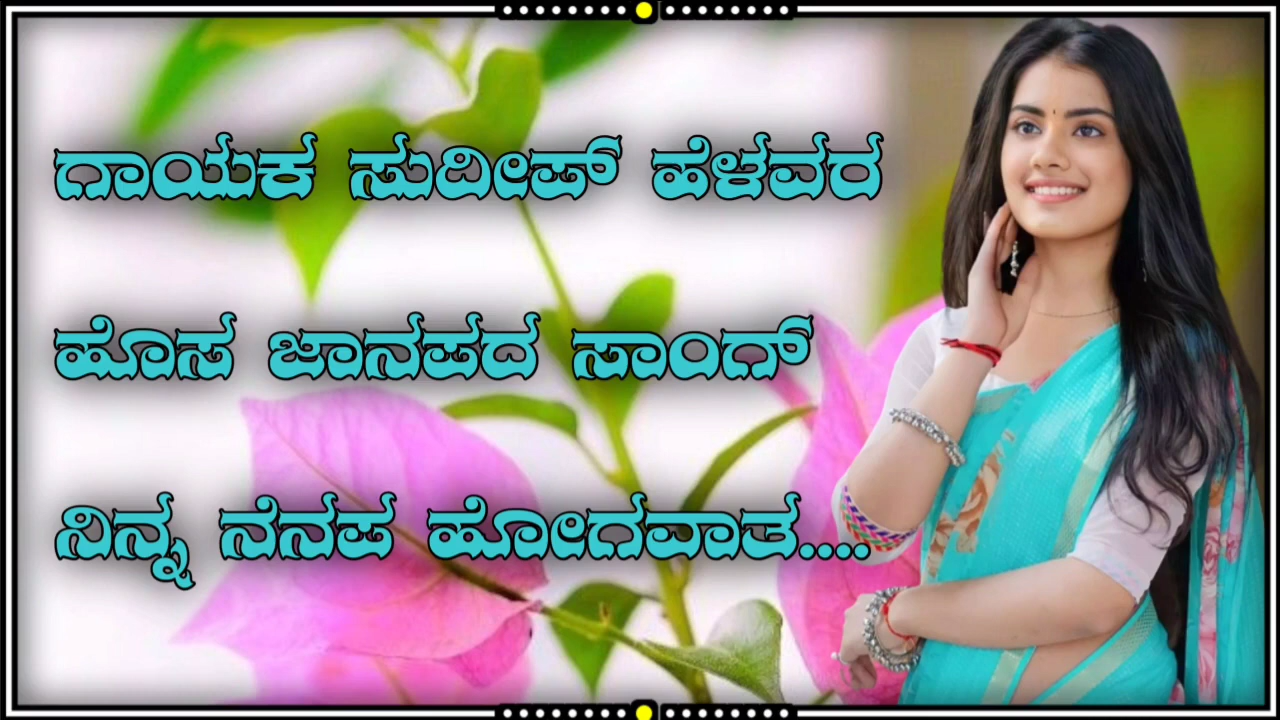 ಗಾಯಕ ಸುದೀಪ್ ಹೆಳವರ
ಹೊಸ ಜಾನಪದ ಸಾಂಗ್
ನಿನ್ನ ನೆನಪ ಹೋಗವಾತ....